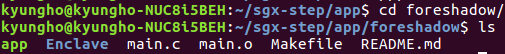 kyungho@kyungho-NUC8i5BEH:~/sgx-step/app$ cd foreshadow/
kyungho@kyungho-NUC8i5BEH:~/sgx-step/app/foreshadow$ ls
app Enclave main.c main.o Makefile README.md